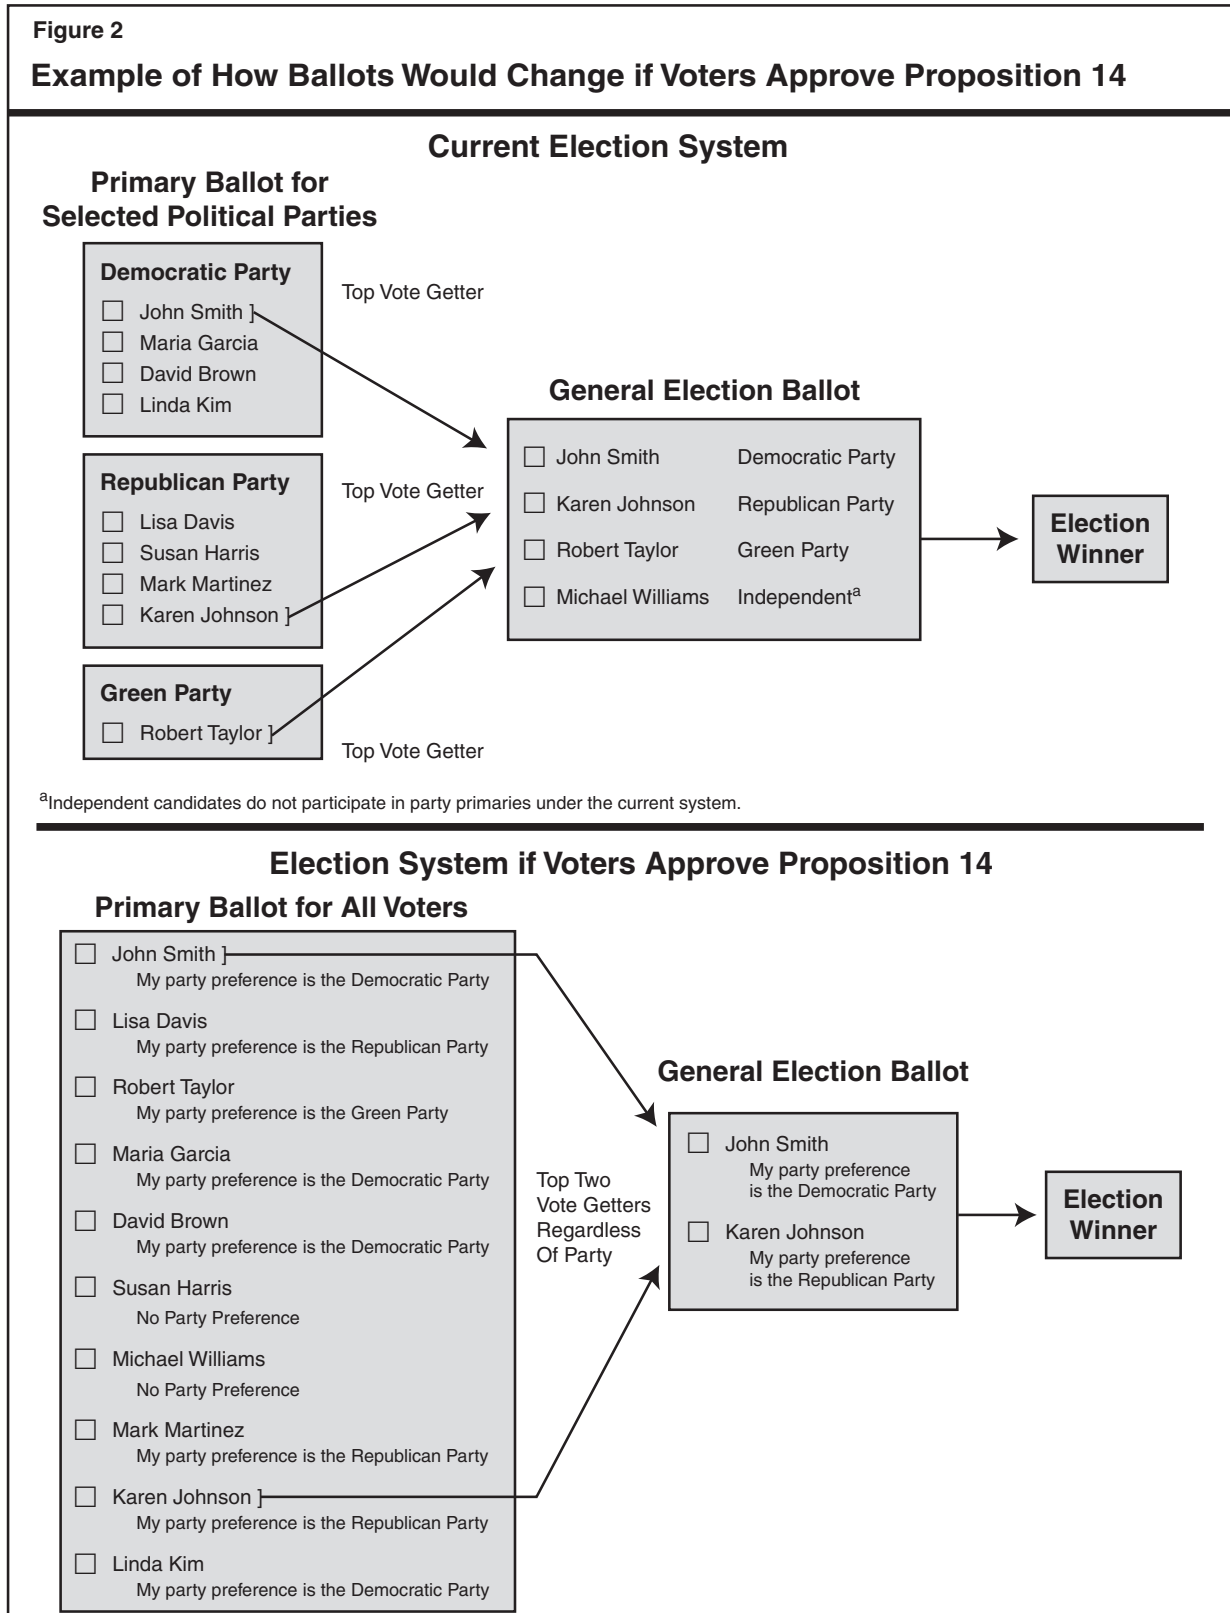 Figure 2
Example of How Ballots Would Change if Voters Approve Proposition 14
Current Election System
Primary Ballot for
Selected Political Parties
Democratic Party
John Smith ]
Maria Garcia
David Brown
Linda Kim
Top Vote Getter
Republican Party
Lisa Davis
Susan Harris
Mark Martinez
Karen Johnson ]
Top Vote Getter
Green Party
Robert Taylor ]
Top Vote Getter
General Election Ballot
John Smith Democratic Party
Karen Johnson Republican Party
Robert Taylor Green Party
Michael Williams Independentᵃ
Election
Winner
ᵃIndependent candidates do not participate in party primaries under the current system.
Election System if Voters Approve Proposition 14
Primary Ballot for All Voters
John Smith ]
My party preference is the Democratic Party
Lisa Davis
My party preference is the Republican Party
Robert Taylor
My party preference is the Green Party
Maria Garcia
My party preference is the Democratic Party
David Brown
My party preference is the Democratic Party
Susan Harris
No Party Preference
Michael Williams
No Party Preference
Mark Martinez
My party preference is the Republican Party
Karen Johnson ]
My party preference is the Republican Party
Linda Kim
My party preference is the Democratic Party
Top Two
Vote Getters
Regardless
Of Party
General Election Ballot
John Smith
My party preference
is the Democratic Party
Karen Johnson
My party preference
is the Republican Party
Election
Winner